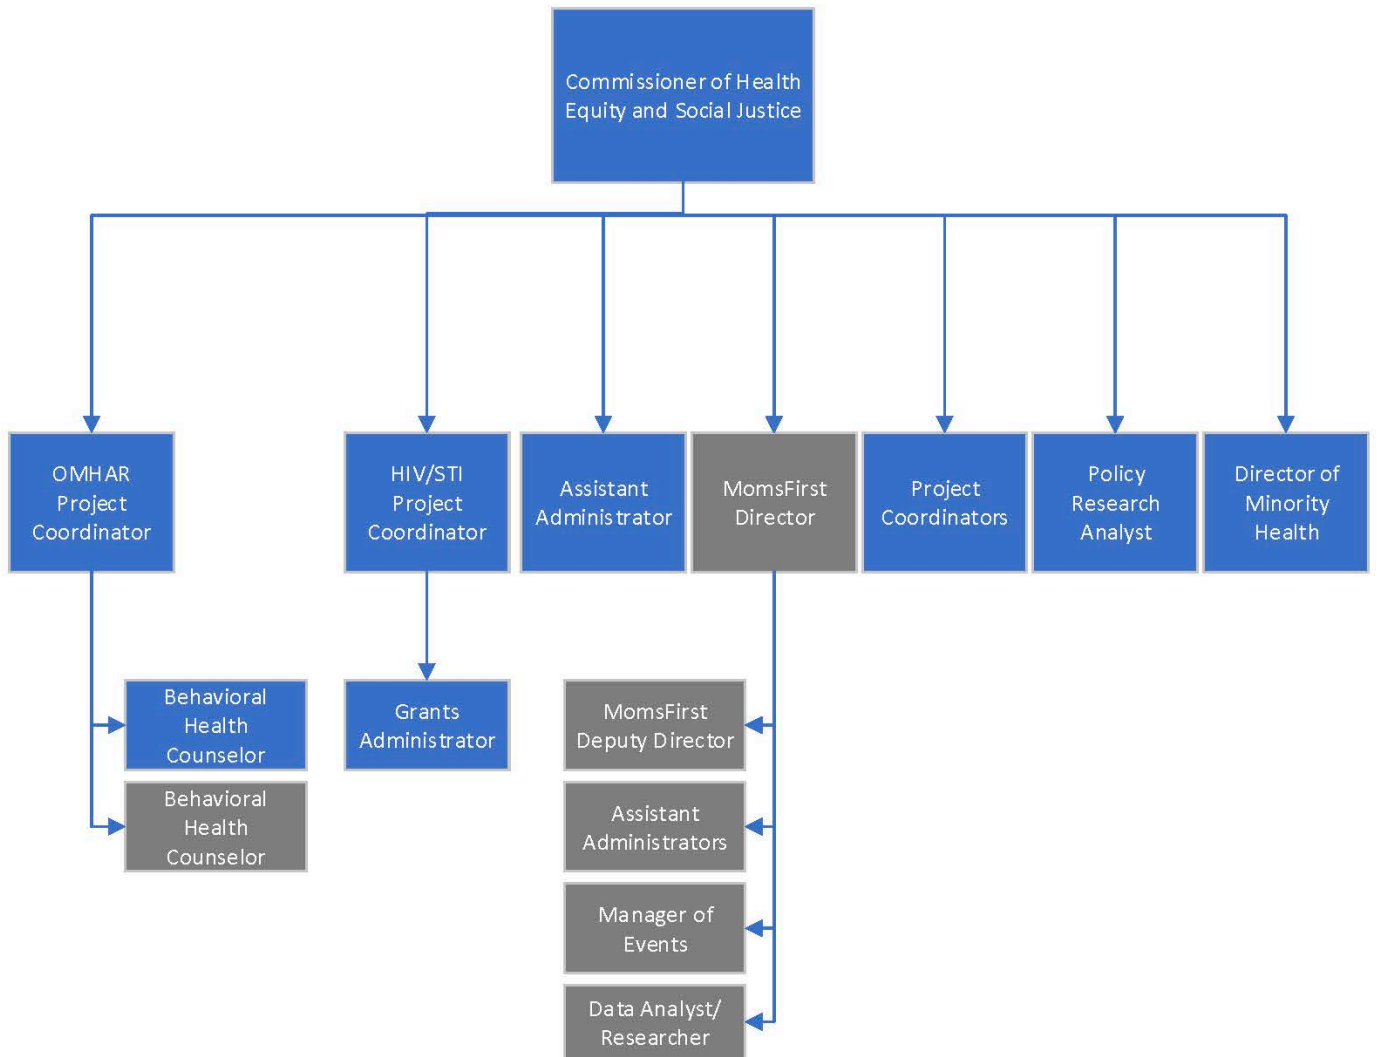 Commissioner of Health
Equity and Social Justice
OMHAR
Project
Coordinator
HIV/STI
Project
Coordinator
Assistant
Administrator
MomsFirst
Director
Project
Coordinators
Policy
Research
Analyst
Director of
Minority
Health
Behavioral
Health
Counselor
Behavioral
Health
Counselor
Grants
Administrator
MomsFirst
Deputy Director
Assistant
Administrators
Manager of
Events
Data Analyst/
Researcher